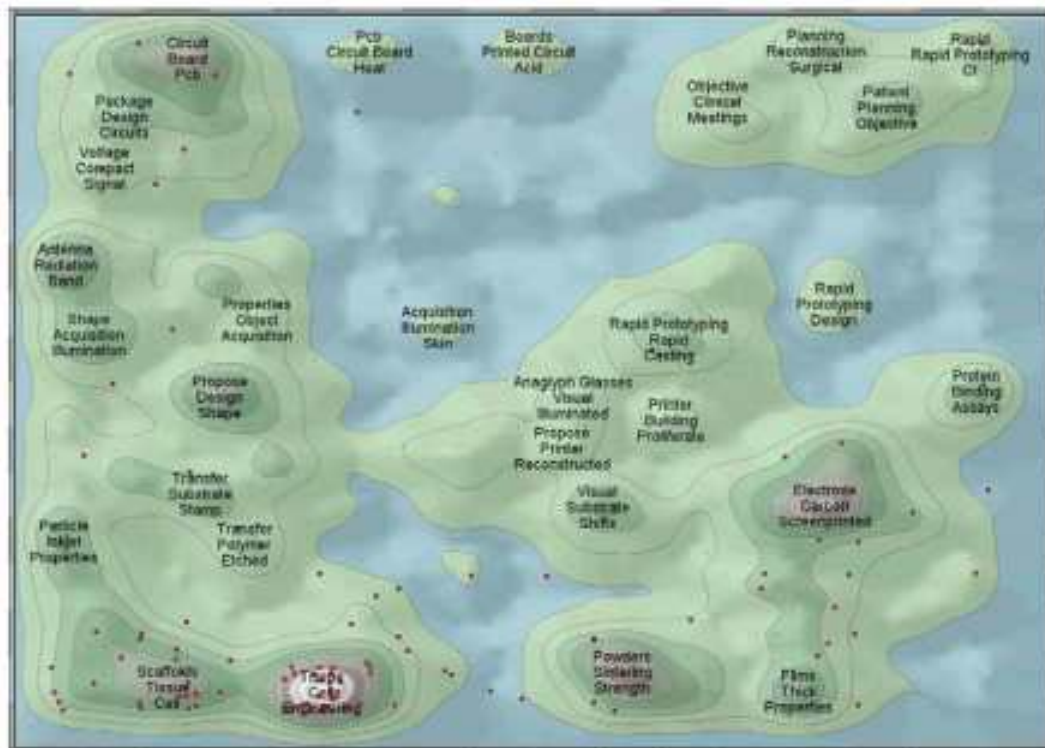 Circuit
Board
Pcb
Pcb
Circuit Board
Heat
Boards
Printed Circuit
Acid
Planning
Reconstruction
Surgical
Rapid
Rapid Prototyping
Ct
Objective
Clinical
Meetings
Patient
Planning
Objective
Package
Design
Circuits
Voltage
Compact
Signal
Antenna
Radiation
Band
Shape
Acquisition
Illumination
Properties
Object
Acquisition
Acquisition
Illumination
Skin
Rapid
Prototyping
Design
Rapid Prototyping
Rapid
Casting
Propose
Design
Shape
Anaglyph Glasses
Visual
Illuminated
Printer
Building
Proliferate
Protein
Binding
Assays
Propose
Printer
Reconstructed
Transfer
Substrate
Stamp
Visual
Substrate
Shifts
Electrode
Carbon
Screenprinted
Particle
Inkjet
Properties
Transfer
Polymer
Etched
Scaffolds
Tissue
Cell
Tissue
Cell
Engineering
Powders
Sintering
Strength
Films
Thick
Properties